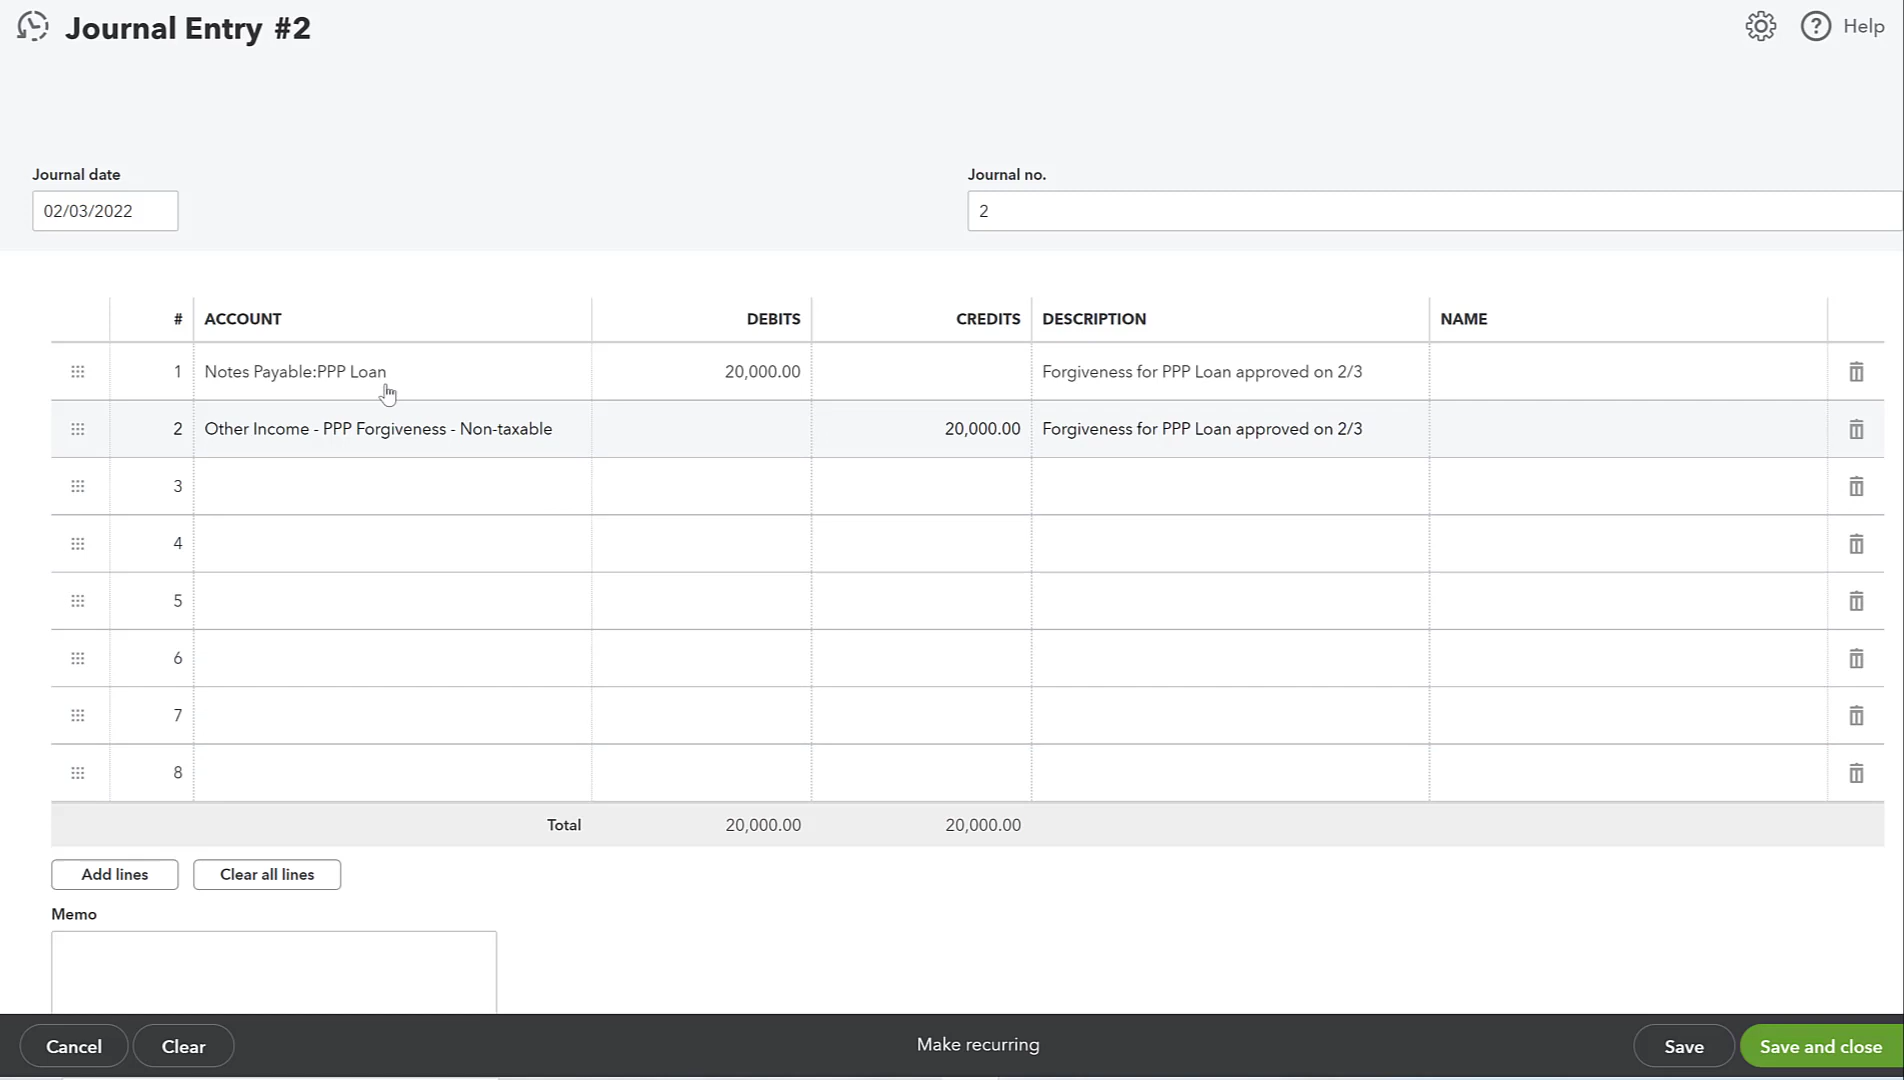 Journal Entry #2
Help
Journal date
Journal no.
02/03/2022
2
# ACCOUNT DEBITS CREDITS DESCRIPTION NAME
1 Notes Payable:PPP Loan 20,000.00 Forgiveness for PPP Loan approved on 2/3
2 Other Income - PPP Forgiveness - Non-taxable 20,000.00 Forgiveness for PPP Loan approved on 2/3
3
4
5
6
7
8
Total 20,000.00 20,000.00
Add lines Clear all lines
Memo
Cancel Clear Make recurring Save Save and close